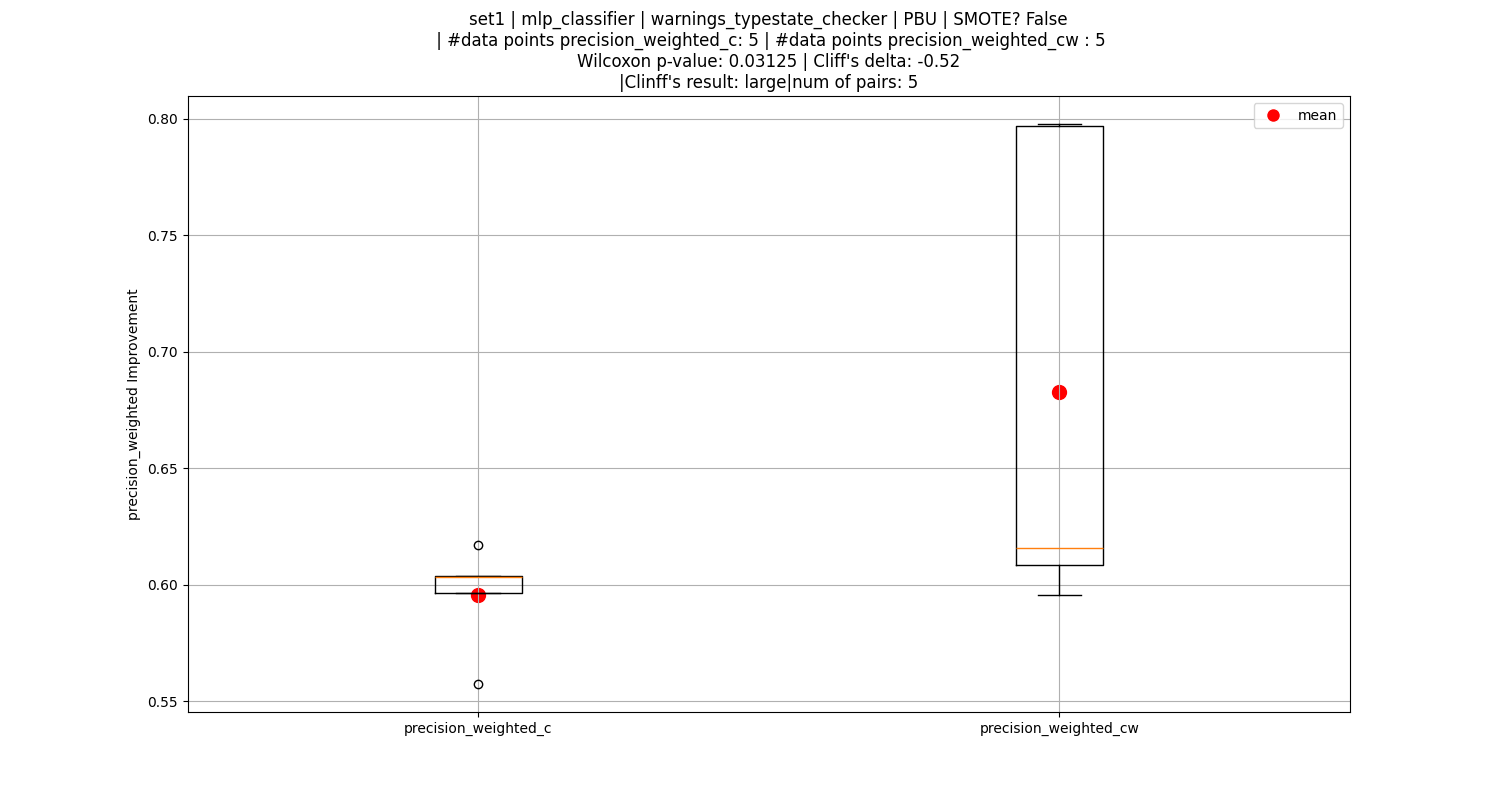 set1 | mlp_classifier | warnings_typestate_checker | PBU | SMOTE? False
| #data points precision_weighted_c: 5 | #data points precision_weighted_cw : 5
Wilcoxon p-value: 0.03125 | Cliff's delta: -0.52
|Clinff's result: large|num of pairs: 5
mean
0.80
0.75
0.70
0.65
0.60
0.55
precision_weighted Improvement
precision_weighted_c
precision_weighted_cw